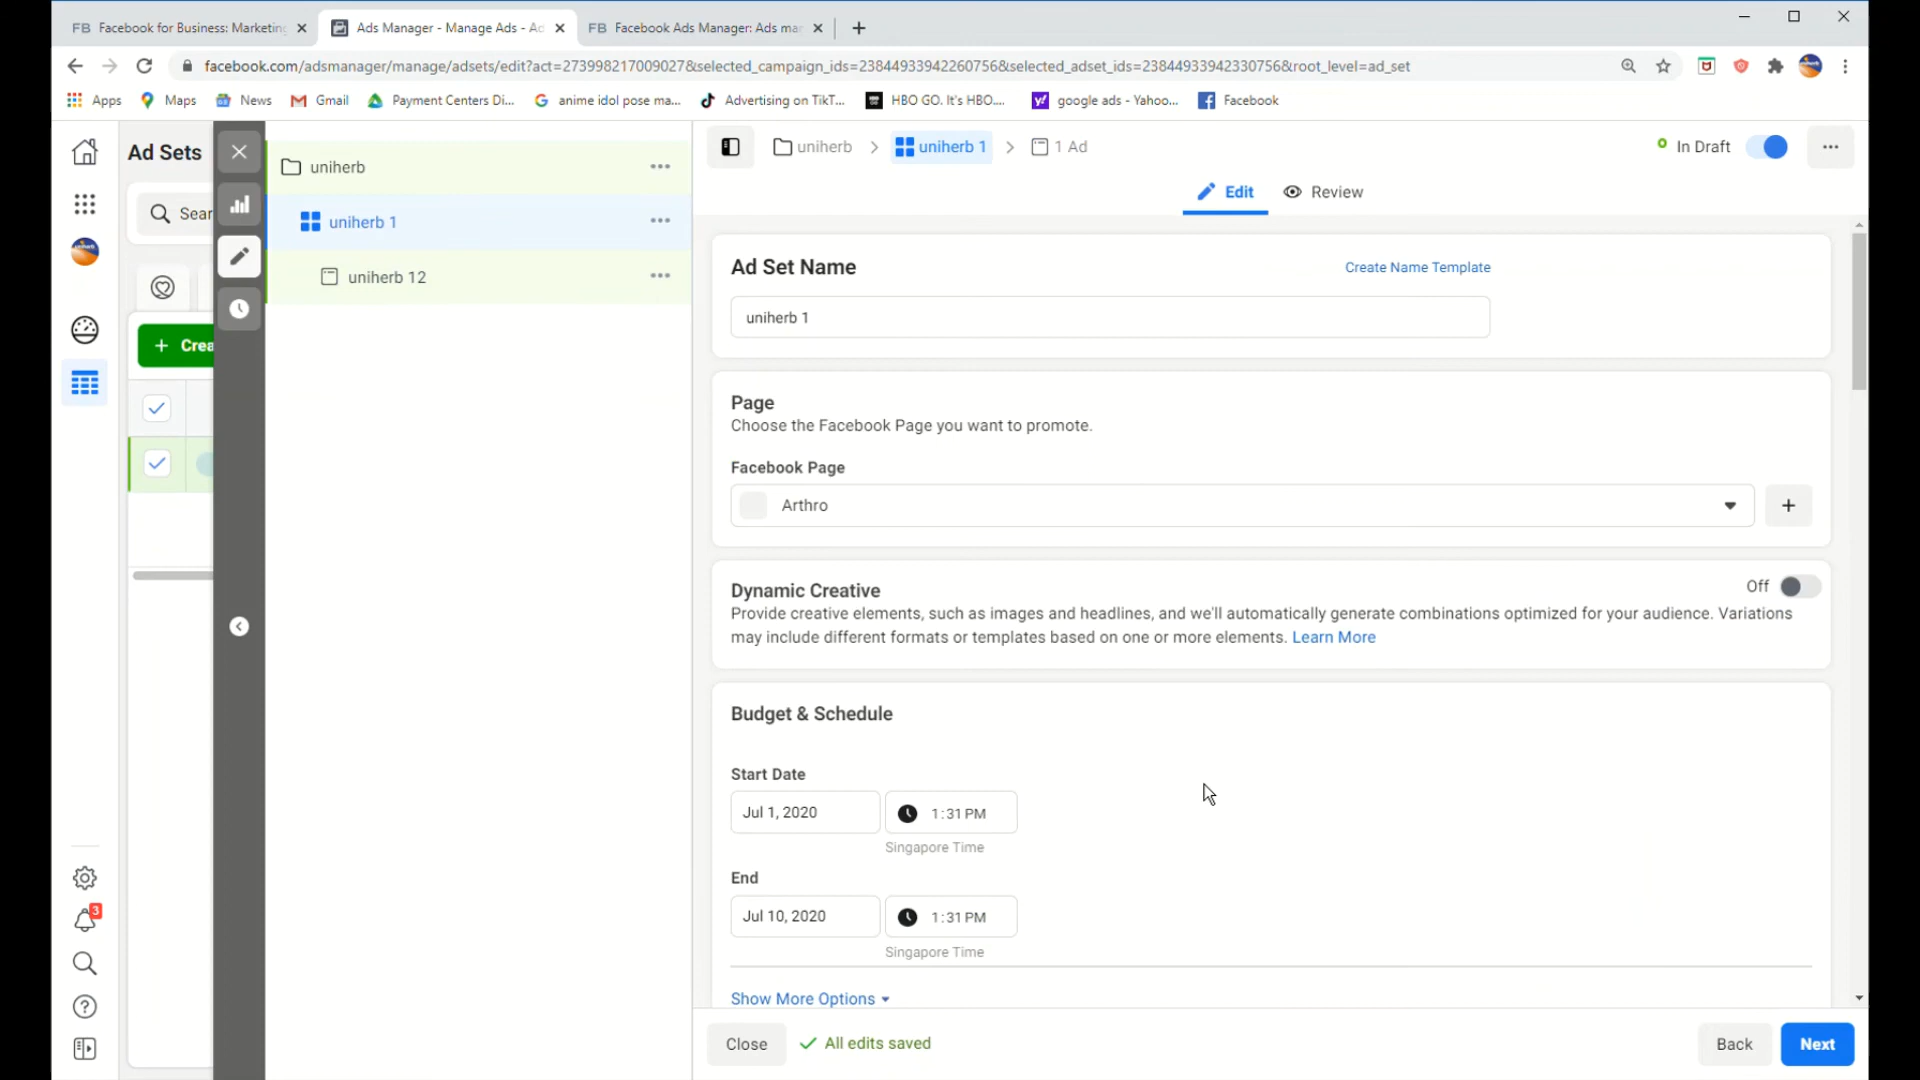 FB Facebook for Business: Marketing
Ads Manager - Manage Ads - Ad
FB Facebook Ads Manager: Ads ma
facebook.com/adsmanager/manage/adsets/edit?act=273998217009027&selected_campaign_ids=23844933942260756&selected_adset_ids=23844933942330756&root_level=ad_set
Apps Maps News Gmail Payment Centers Di... anime idol pose ma... Advertising on TikT... HBO GO. It's HBO.... google ads - Yahoo... Facebook
Ad Sets
Sear
Crea
3
uniherb
uniherb 1
uniherb 12
uniherb > uniherb 1 > 1 Ad
In Draft
Edit
Review
Ad Set Name
Create Name Template
uniherb 1
Page
Choose the Facebook Page you want to promote.
Facebook Page
Arthro
Dynamic Creative
Off
Provide creative elements, such as images and headlines, and we'll automatically generate combinations optimized for your audience. Variations
may include different formats or templates based on one or more elements. Learn More
Budget & Schedule
Start Date
Jul 1, 2020
1:31 PM
Singapore Time
End
Jul 10, 2020
1:31 PM
Singapore Time
Show More Options
Close
All edits saved
Back
Next